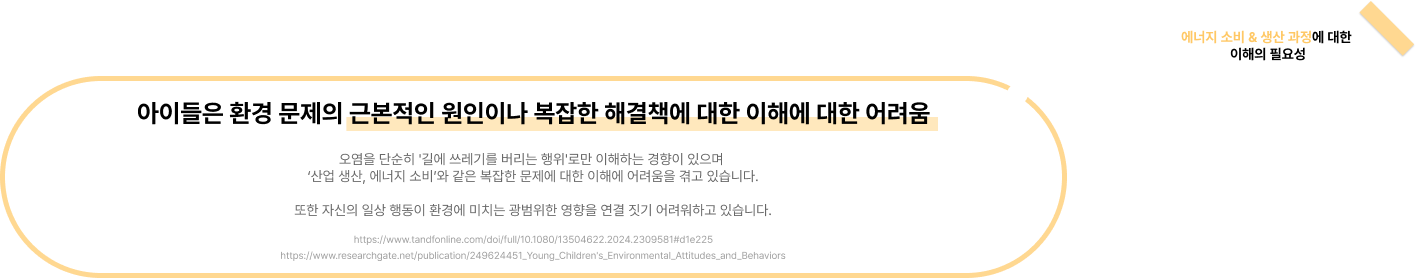 에너지 소비 & 생산 과정에 대한
이해의 필요성
아이들은 환경 문제의 근본적인 원인이나 복잡한 해결책에 대한 이해에 대한 어려움
오염을 단순히 '길에 쓰레기를 버리는 행위'로만 이해하는 경향이 있으며
‘산업 생산, 에너지 소비’와 같은 복잡한 문제에 대한 이해에 어려움을 겪고 있습니다.
또한 자신의 일상 행동이 환경에 미치는 광범위한 영향을 연결 짓기 어려워하고 있습니다.
https://www.tandfonline.com/doi/full/10.1080/13504622.2024.2309581#d1e225
https://www.researchgate.net/publication/249624451_Young_Children's_Environmental_Attitudes_and_Behaviors